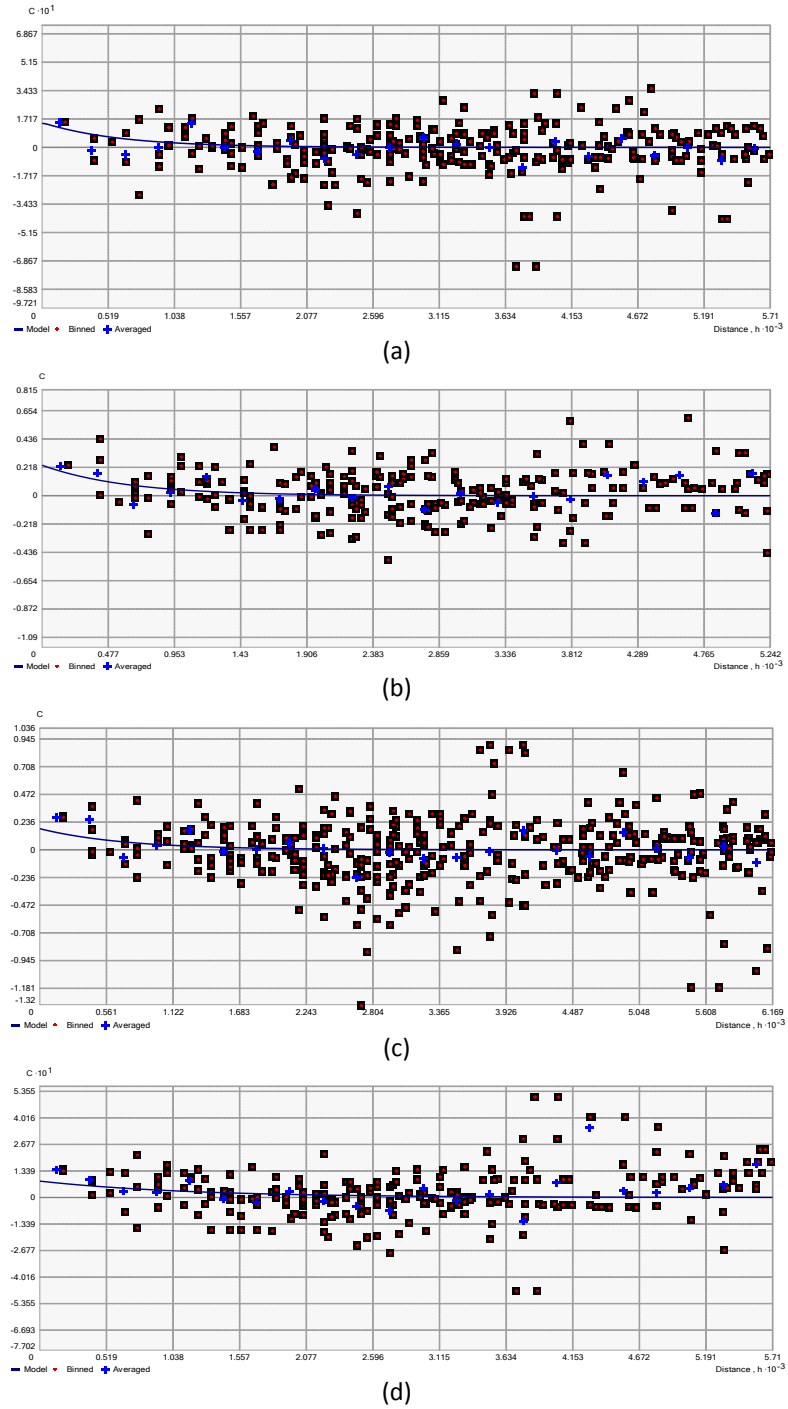 C ·10¹
6.867
5.15
3.433
1.717
0
-1.717
-3.433
-5.15
-6.867
-8.583
-9.721
0 0.519 1.038 1.557 2.077 2.596 3.115 3.634 4.153 4.672 5.191 5.71
Model Binned Averaged Distance , h ·10⁻³
(a)
C
0.815
0.654
0.436
0.218
0
-0.218
-0.436
-0.654
-0.872
-1.09
0 0.477 0.953 1.43 1.906 2.383 2.859 3.336 3.812 4.289 4.765 5.242
Model Binned Averaged Distance , h ·10⁻³
(b)
C
1.036
0.945
0.708
0.472
0.236
0
-0.236
-0.472
-0.708
-0.945
-1.181
-1.32
0 0.561 1.122 1.683 2.243 2.804 3.365 3.926 4.487 5.048 5.608 6.169
Model Binned Averaged Distance , h ·10⁻³
(c)
C ·10¹
5.355
4.016
2.677
1.339
0
-1.339
-2.677
-4.016
-5.355
-6.693
-7.702
0 0.519 1.038 1.557 2.077 2.596 3.115 3.634 4.153 4.672 5.191 5.71
Model Binned Averaged Distance , h ·10⁻³
(d)